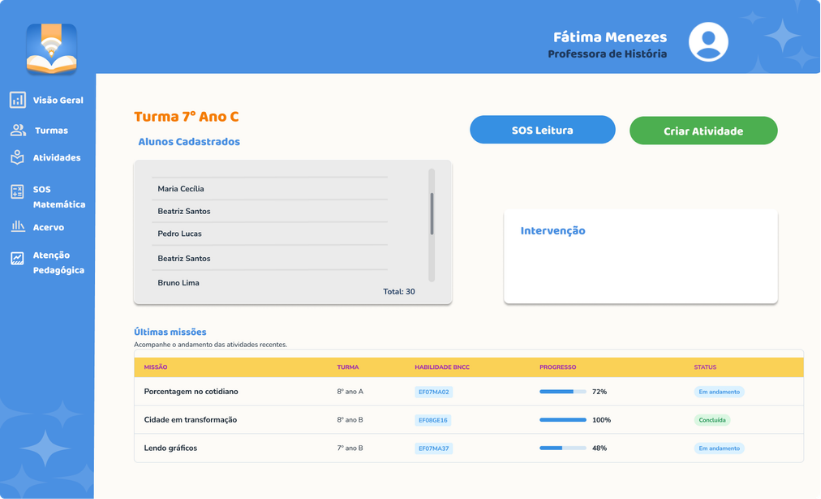 Fátima Menezes
Professora de História
Visão Geral
Turmas
Atividades
SOS
Matemática
Acervo
Atenção
Pedagógica
Turma 7º Ano C
SOS Leitura
Criar Atividade
Alunos Cadastrados
Maria Cecília
Beatriz Santos
Pedro Lucas
Beatriz Santos
Bruno Lima
Total: 30
Intervenção
Últimas missões
Acompanhe o andamento das atividades recentes.
MISSÃO TURMA HABILIDADE BNCC PROGRESSO STATUS
Porcentagem no cotidiano 8º ano A EF07MA02 72% Em andamento
Cidade em transformação 8º ano B EF08GE16 100% Concluída
Lendo gráficos 7º ano B EF07MA37 48% Em andamento